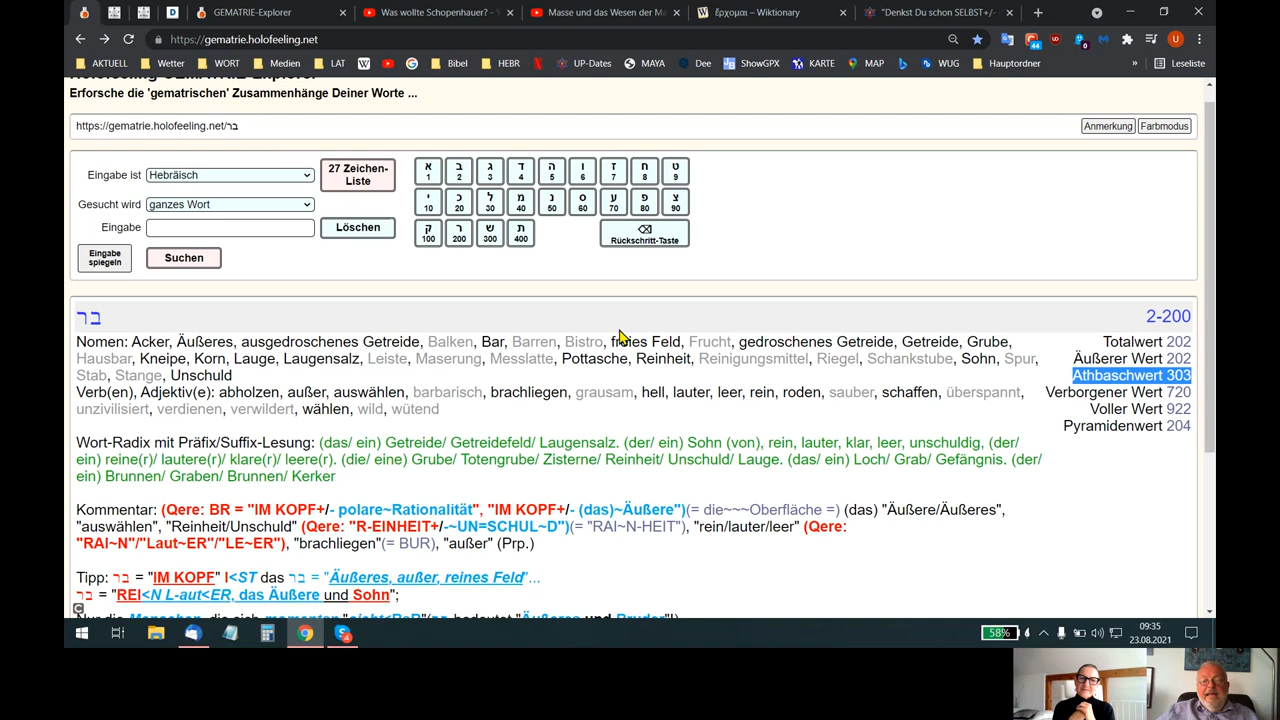 GEMATRIE-Explorer
Was wollte Schopenhauer? - Y
Masse und das Wesen der Ma
ἔρχομαι – Wiktionary
"Denkst Du schon SELBST+/-
https://gematrie.holofeeling.net
AKTUELL Wetter WORT Medien LAT Bibel HEBR UP-Dates MAYA Dee ShowGPX KARTE MAP WUG Hauptordner » Leseliste
Holofeeling GEMATRIE-Explorer
Erforsche die 'gematrischen' Zusammenhänge Deiner Worte ...
https://gematrie.holofeeling.net/בר
Anmerkung Farbmodus
Eingabe ist Hebräisch
27 Zeichen-Liste
Gesucht wird ganzes Wort
Eingabe
Löschen
Eingabe spiegeln
Suchen
א ב ג ד ה ו ז ח ט
1 2 3 4 5 6 7 8 9
י כ ל מ נ ס ע פ צ
10 20 30 40 50 60 70 80 90
ק ר ש ת
100 200 300 400
Rückschritt-Taste
בר 2-200
Nomen: Acker, Äußeres, ausgedroschenes Getreide, Balken, Bar, Barren, Bistro, freies Feld, Frucht, gedroschenes Getreide, Getreide, Grube,
Hausbar, Kneipe, Korn, Lauge, Laugensalz, Leiste, Maserung, Messlatte, Pottasche, Reinheit, Reinigungsmittel, Riegel, Schankstube, Sohn, Spur,
Stab, Stange, Unschuld
Verb(en), Adjektiv(e): abholzen, außer, auswählen, barbarisch, brachliegen, grausam, hell, lauter, leer, rein, roden, sauber, schaffen, überspannt,
unzivilisiert, verdienen, verwildert, wählen, wild, wütend
Totalwert 202
Äußerer Wert 202
Athbaschwert 303
Verborgener Wert 720
Voller Wert 922
Pyramidenwert 204
Wort-Radix mit Präfix/Suffix-Lesung: (das/ ein) Getreide/ Getreidefeld/ Laugensalz. (der/ ein) Sohn (von), rein, lauter, klar, leer, unschuldig, (der/
ein) reine(r)/ lautere(r)/ klare(r)/ leere(r). (die/ eine) Grube/ Totengrube/ Zisterne/ Reinheit/ Unschuld/ Lauge. (das/ ein) Loch/ Grab/ Gefängnis. (der/
ein) Brunnen/ Graben/ Brunnen/ Kerker
Kommentar: (Qere: BR = "IM KOPF+/- polare~Rationalität", "IM KOPF+/- (das)~Äußere")(= die~~~Oberfläche =) (das) "Äußere/Äußeres",
"auswählen", "Reinheit/Unschuld" (Qere: "R-EINHEIT+/-~UN=SCHUL~D")(= "RAI~N-HEIT"), "rein/lauter/leer" (Qere:
"RAI~N"/"Laut~ER"/"LE~ER"), "brachliegen"(= BUR), "außer" (Prp.)
Tipp: בר = "IM KOPF" I<ST das בר = "Äußeres, außer, reines Feld"...
בר = "REI<N L-aut<ER, das Äußere und Sohn";
58%
09:35
23.08.2021